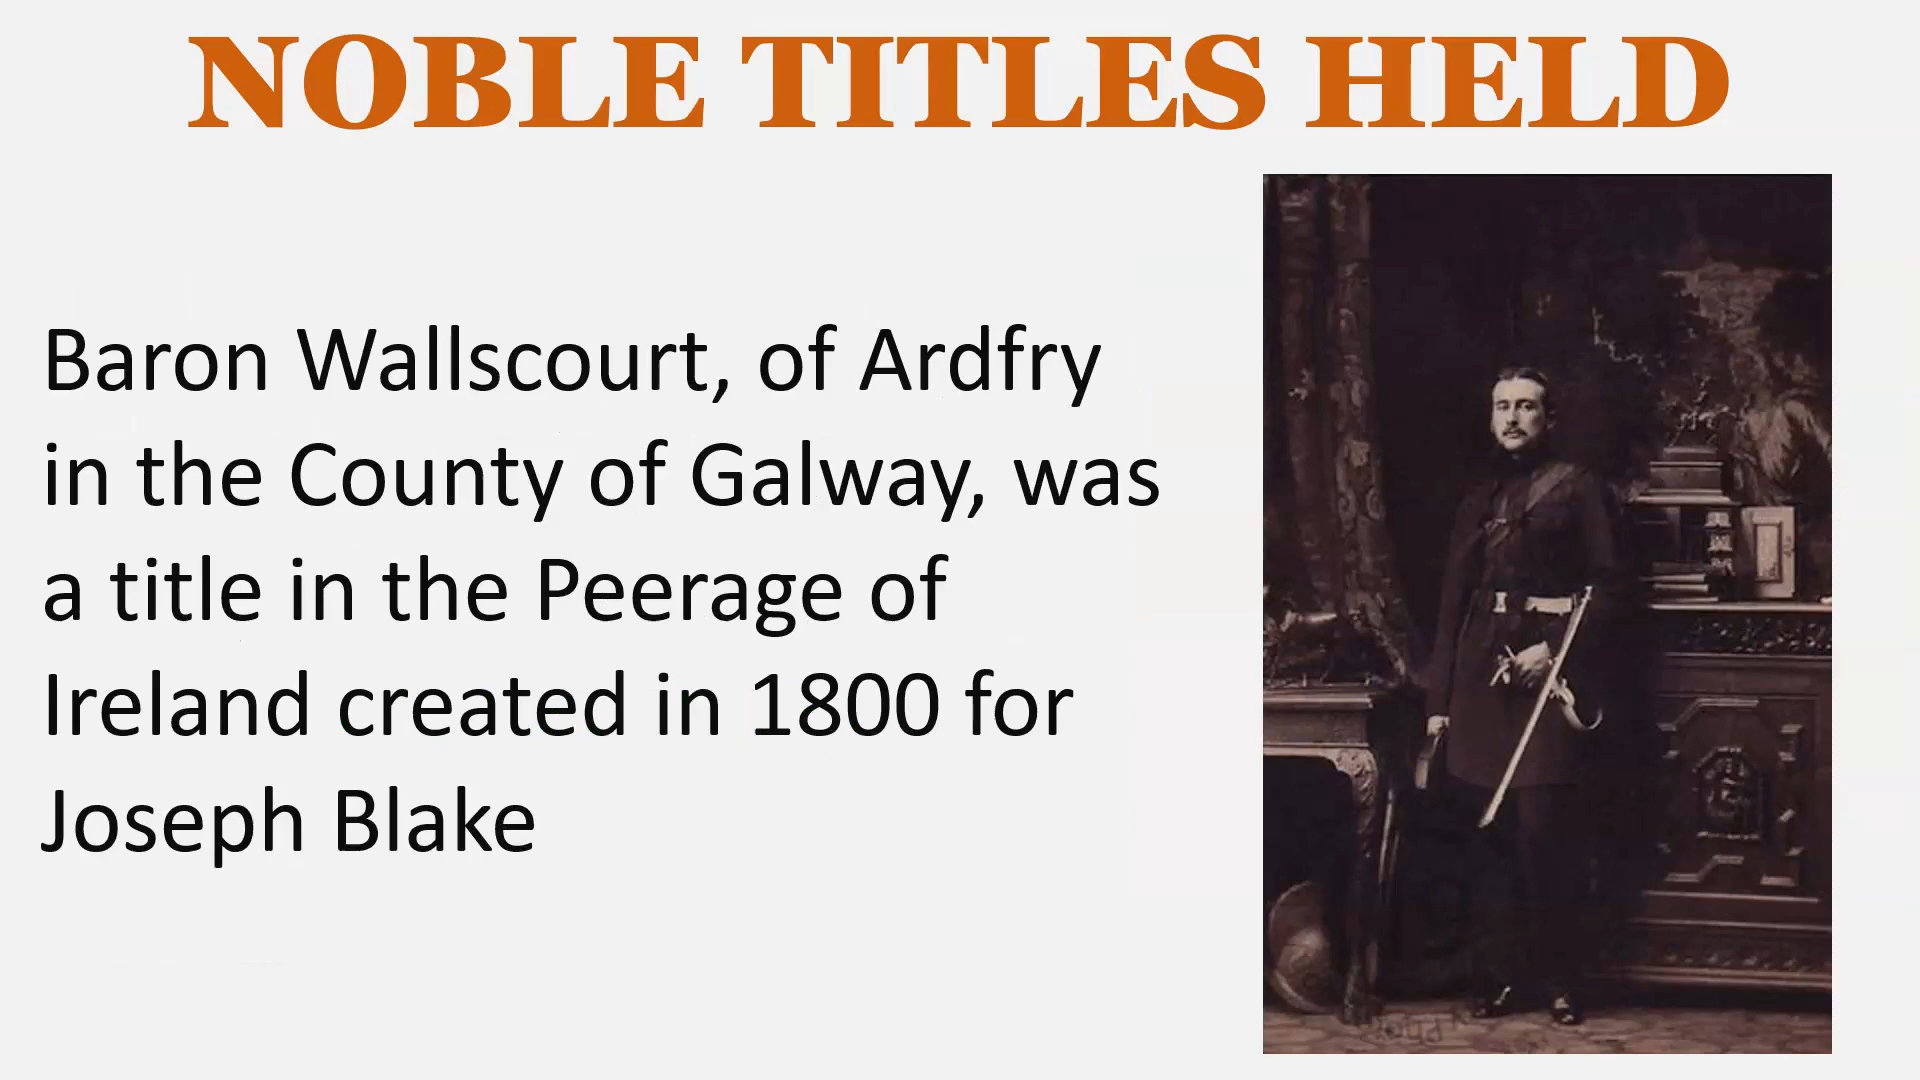 NOBLE TITLES HELD
Baron Wallscourt, of Ardfry
in the County of Galway, was
a title in the Peerage of
Ireland created in 1800 for
Joseph Blake